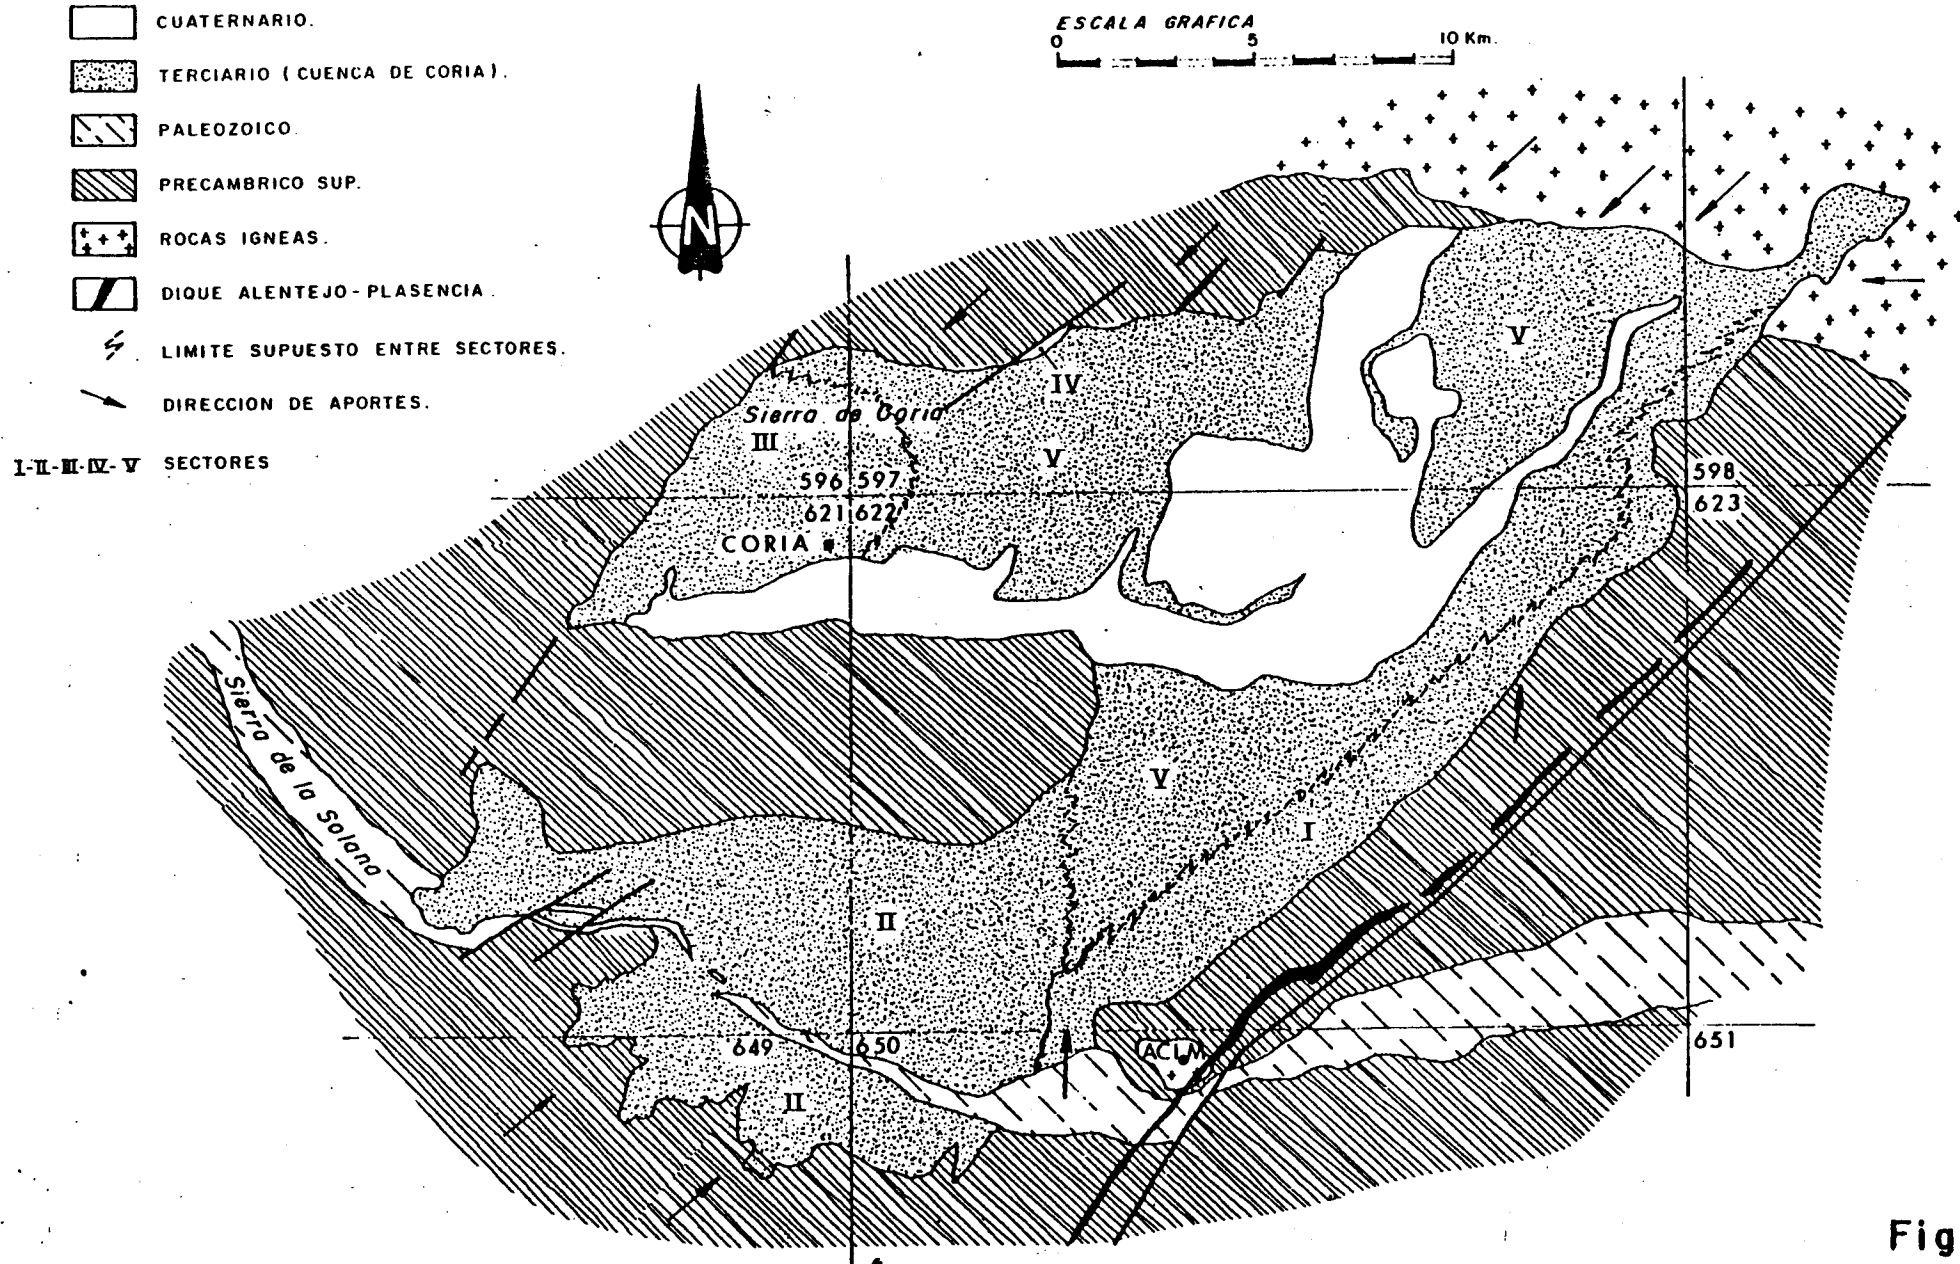 CUATERNARIO.
TERCIARIO (CUENCA DE CORIA).
PALEOZOICO.
PRECAMBRICO SUP.
ROCAS IGNEAS.
DIQUE ALENTEJO-PLASENCIA.
LIMITE SUPUESTO ENTRE SECTORES.
DIRECCION DE APORTES.
I-II-III-IV-V SECTORES
ESCALA GRAFICA
0 5 10 Km.
N
V
IV
Sierra de Coria
III
V
596 597
598
621 622
623
CORIA
Sierra de la Solana
V
I
II
649 650
651
ACIM
II
Fig